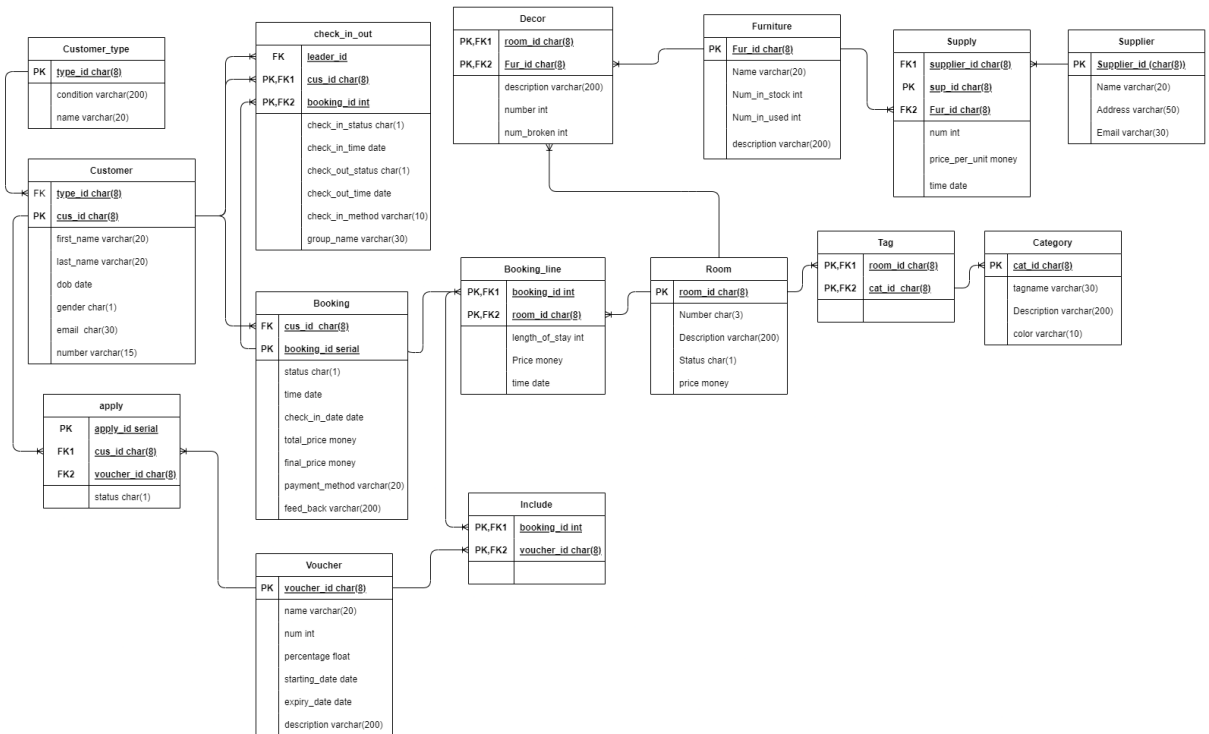 Customer_type
PK type_id char(8)
condition varchar(200)
name varchar(20)
Customer
FK type_id char(8)
PK cus_id char(8)
first_name varchar(20)
last_name varchar(20)
dob date
gender char(1)
email char(30)
number varchar(15)
apply
PK apply_id serial
FK1 cus_id char(8)
FK2 voucher_id char(8)
status char(1)
check_in_out
FK leader_id
PK,FK1 cus_id char(8)
PK,FK2 booking_id int
check_in_status char(1)
check_in_time date
check_out_status char(1)
check_out_time date
check_in_method varchar(10)
group_name varchar(30)
Booking
FK cus_id char(8)
PK booking_id serial
status char(1)
time date
check_in_date date
total_price money
final_price money
payment_method varchar(20)
feed_back varchar(200)
Voucher
PK voucher_id char(8)
name varchar(20)
num int
percentage float
starting_date date
expiry_date date
description varchar(200)
Decor
PK,FK1 room_id char(8)
PK,FK2 Fur_id char(8)
description varchar(200)
number int
num_broken int
Booking_line
PK,FK1 booking_id int
PK,FK2 room_id char(8)
length_of_stay int
Price money
time date
Include
PK,FK1 booking_id int
PK,FK2 voucher_id char(8)
Furniture
PK Fur_id char(8)
Name varchar(20)
Num_in_stock int
Num_in_used int
description varchar(200)
Room
PK room_id char(8)
Number char(3)
Description varchar(200)
Status char(1)
price money
Supply
FK1 supplier_id char(8)
PK sup_id char(8)
FK2 Fur_id char(8)
num int
price_per_unit money
time date
Tag
PK,FK1 room_id char(8)
PK,FK2 cat_id char(8)
Supplier
PK Supplier_id (char(8))
Name varchar(20)
Address varchar(50)
Email varchar(30)
Category
PK cat_id char(8)
tagname varchar(30)
Description varchar(200)
color varchar(10)